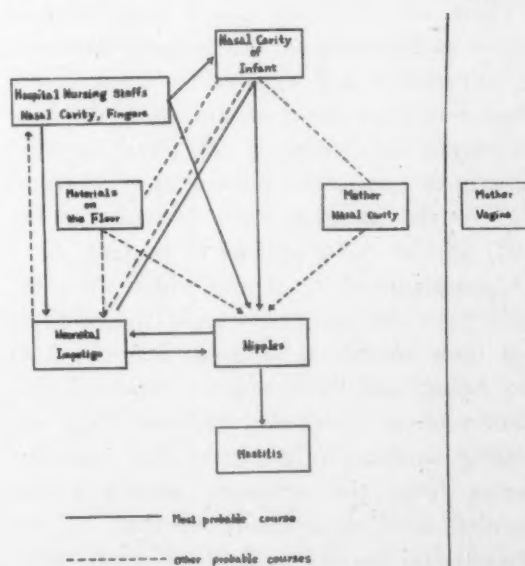 Nasal Cavity
of
Infant
Hospital Nursing Staffs
Nasal Cavity, Fingers
Materials
on
the Floor
Mother
Nasal Cavity
Mother
Vagina
Neonatal
Impetigo
Nipples
Mastitis
Most probable course
Other probable courses